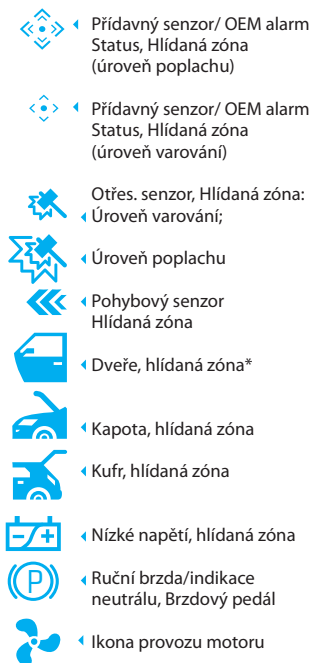 Přídavný senzor/ OEM alarm
Status, Hlídaná zóna
(úroveň poplachu)
Přídavný senzor/ OEM alarm
Status, Hlídaná zóna
(úroveň varování)
Otřes. senzor, Hlídaná zóna:
Úroveň varování;
Úroveň poplachu
Pohybový senzor
Hlídaná zóna
Dveře, hlídaná zóna*
Kapota, hlídaná zóna
Kufr, hlídaná zóna
Nízké napětí, hlídaná zóna
(P)
Ruční brzda/indikace
neutrálu, Brzdový pedál
Ikona provozu motoru